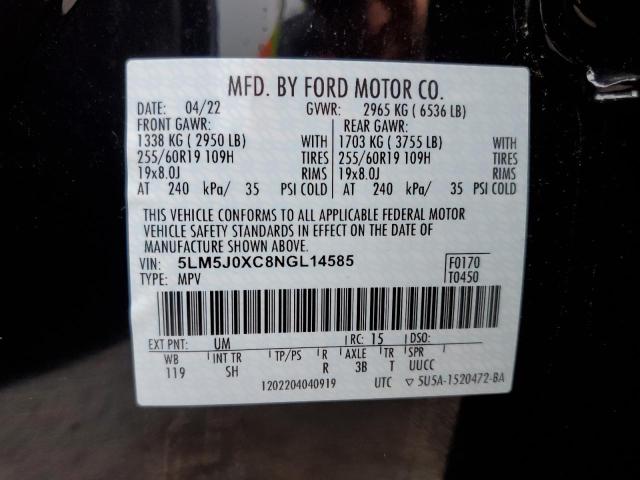 MFD. BY FORD MOTOR CO.
DATE: 04/22 GVWR: 2965 KG ( 6536 LB)
FRONT GAWR: REAR GAWR:
1338 KG ( 2950 LB) WITH 1703 KG ( 3755 LB) WITH
255/60R19 109H TIRES 255/60R19 109H TIRES
19x8.0J RIMS 19x8.0J RIMS
AT 240 kPa/ 35 PSI COLD AT 240 kPa/ 35 PSI COLD
THIS VEHICLE CONFORMS TO ALL APPLICABLE FEDERAL MOTOR
VEHICLE SAFETY STANDARDS IN EFFECT ON THE DATE OF
MANUFACTURE SHOWN ABOVE.
VIN: 5LM5J0XC8NGL14585 F0170
TYPE: MPV T0450
EXT PNT: UM RC: 15 DSO:
WB INT TR TP/PS R AXLE TR SPR
119 SH R 3B T UUCC
1202204040919 UTC ▽ 5U5A-1520472-BA